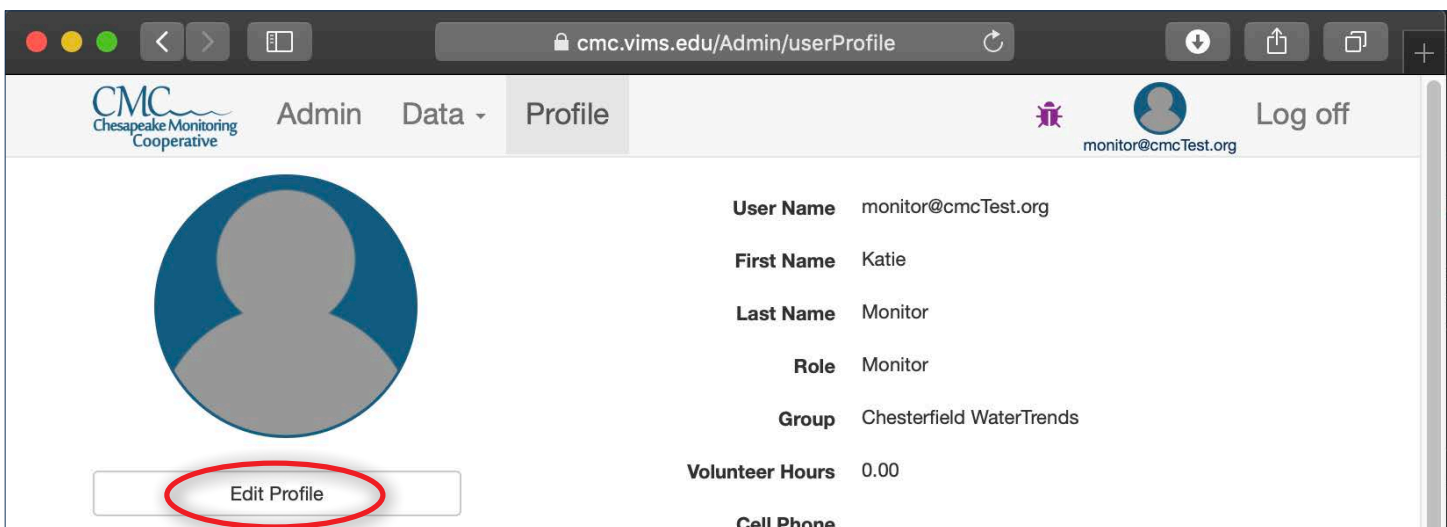 cmc.vims.edu/Admin/userProfile
CMC
Chesapeake Monitoring
Cooperative
Admin Data Profile Log off
monitor@cmcTest.org
User Name monitor@cmcTest.org
First Name Katie
Last Name Monitor
Role Monitor
Group Chesterfield WaterTrends
Volunteer Hours 0.00
Edit Profile
Cell Phone